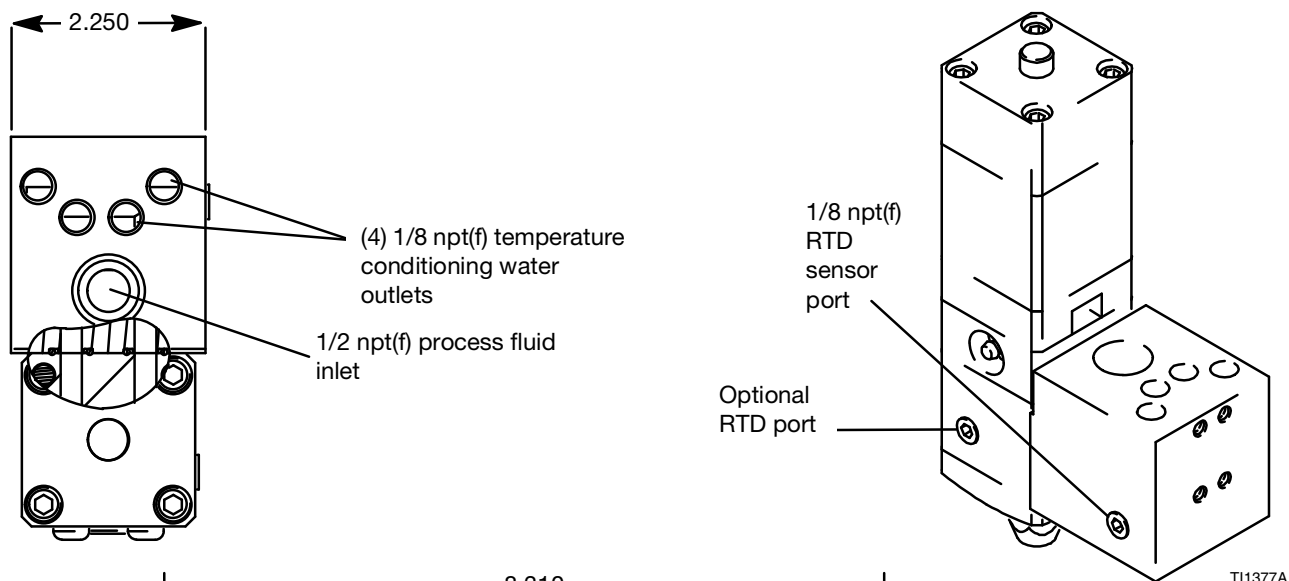 2.250
(4) 1/8 npt(f) temperature
conditioning water
outlets
1/2 npt(f) process fluid
inlet
1/8 npt(f)
RTD
sensor
port
Optional
RTD port
TI1377A